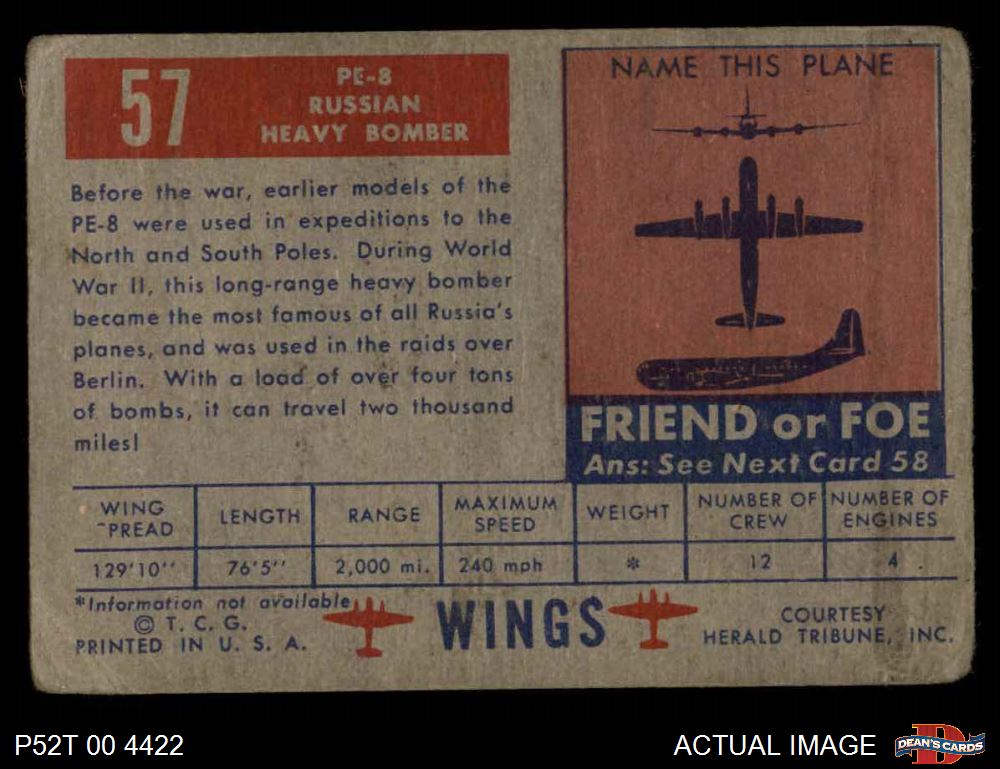 57
PE-8
RUSSIAN
HEAVY BOMBER
Before the war, earlier models of the
PE-8 were used in expeditions to the
North and South Poles. During World
War II, this long-range heavy bomber
became the most famous of all Russia's
planes, and was used in the raids over
Berlin. With a load of over four tons
of bombs, it can travel two thousand
miles!
NAME THIS PLANE
FRIEND or FOE
Ans: See Next Card 58
WING
SPREAD
LENGTH
RANGE
MAXIMUM
SPEED
WEIGHT
NUMBER OF
CREW
NUMBER OF
ENGINES
129'10''
76'5''
2,000 mi.
240 mph
*
12
4
*Information not available
© T. C. G.
PRINTED IN U. S. A.
WINGS
COURTESY
HERALD TRIBUNE, INC.
P52T 00 4422
ACTUAL IMAGE
D
DEAN'S CARDS